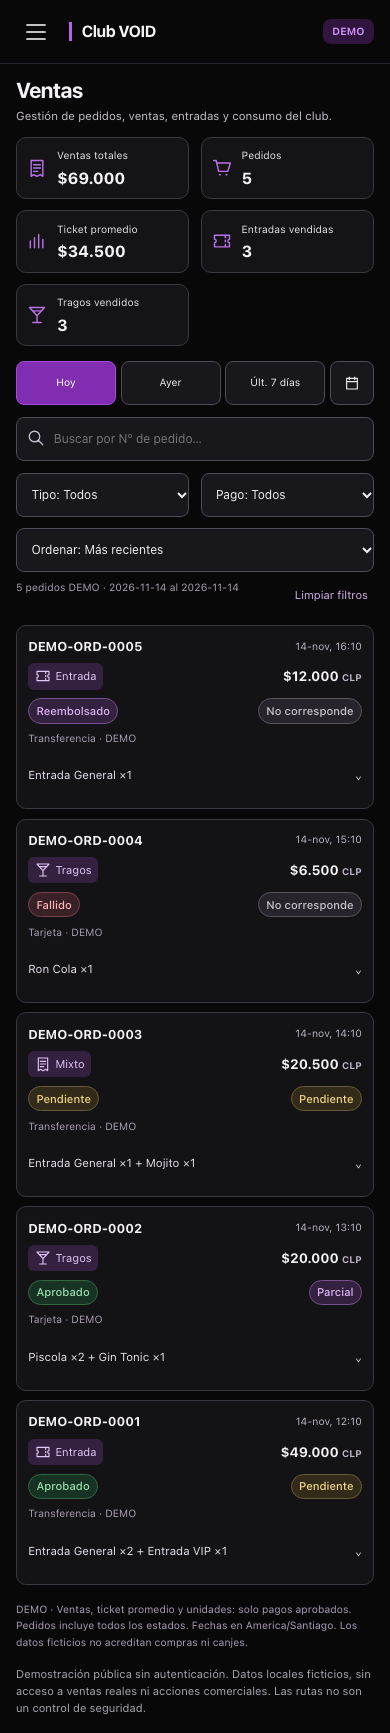 Club VOID
DEMO
Ventas
Gestión de pedidos, ventas, entradas y consumo del club.
Ventas totales
$69.000
Pedidos
5
Ticket promedio
$34.500
Entradas vendidas
3
Tragos vendidos
3
Hoy
Ayer
Últ. 7 días
Buscar por N° de pedido...
Tipo: Todos
Pago: Todos
Ordenar: Más recientes
5 pedidos DEMO · 2026-11-14 al 2026-11-14
Limpiar filtros
DEMO-ORD-0005
14-nov, 16:10
Entrada
$12.000 CLP
Reembolsado
No corresponde
Transferencia · DEMO
Entrada General ×1
DEMO-ORD-0004
14-nov, 15:10
Tragos
$6.500 CLP
Fallido
No corresponde
Tarjeta · DEMO
Ron Cola ×1
DEMO-ORD-0003
14-nov, 14:10
Mixto
$20.500 CLP
Pendiente
Pendiente
Transferencia · DEMO
Entrada General ×1 + Mojito ×1
DEMO-ORD-0002
14-nov, 13:10
Tragos
$20.000 CLP
Aprobado
Parcial
Tarjeta · DEMO
Piscola ×2 + Gin Tonic ×1
DEMO-ORD-0001
14-nov, 12:10
Entrada
$49.000 CLP
Aprobado
Pendiente
Transferencia · DEMO
Entrada General ×2 + Entrada VIP ×1
DEMO · Ventas, ticket promedio y unidades: solo pagos aprobados.
Pedidos incluye todos los estados. Fechas en America/Santiago. Los
datos ficticios no acreditan compras ni canjes.
Demostración pública sin autenticación. Datos locales ficticios, sin
acceso a ventas reales ni acciones comerciales. Las rutas no son
un control de seguridad.